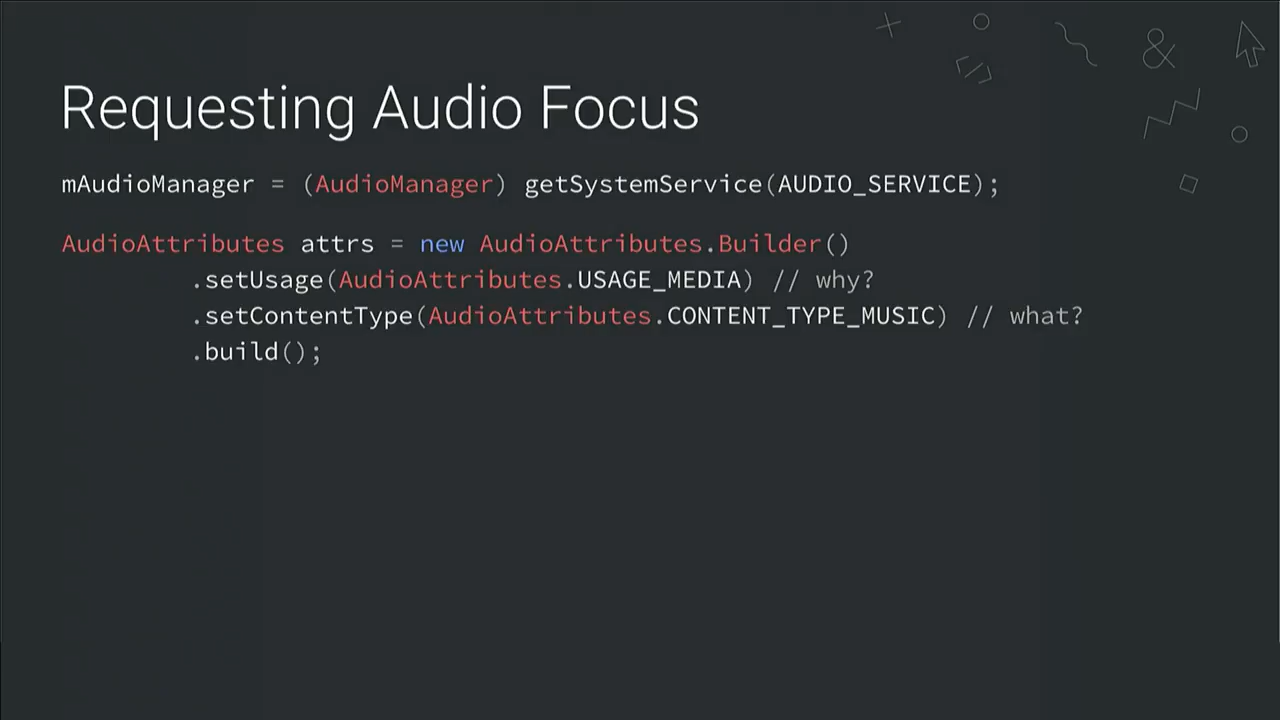 Requesting Audio Focus
mAudioManager = (AudioManager) getSystemService(AUDIO_SERVICE);
AudioAttributes attrs = new AudioAttributes.Builder()
.setUsage(AudioAttributes.USAGE_MEDIA) // why?
.setContentType(AudioAttributes.CONTENT_TYPE_MUSIC) // what?
.build();